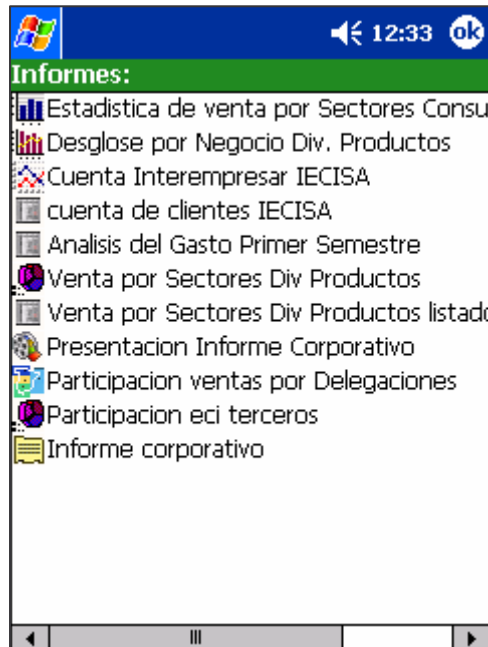 12:33 ok
Informes:
Estadistica de venta por Sectores Consu
Desglose por Negocio Div. Productos
Cuenta Interempresar IECISA
cuenta de clientes IECISA
Analisis del Gasto Primer Semestre
Venta por Sectores Div Productos
Venta por Sectores Div Productos listado
Presentacion Informe Corporativo
Participacion ventas por Delegaciones
Participacion eci terceros
Informe corporativo